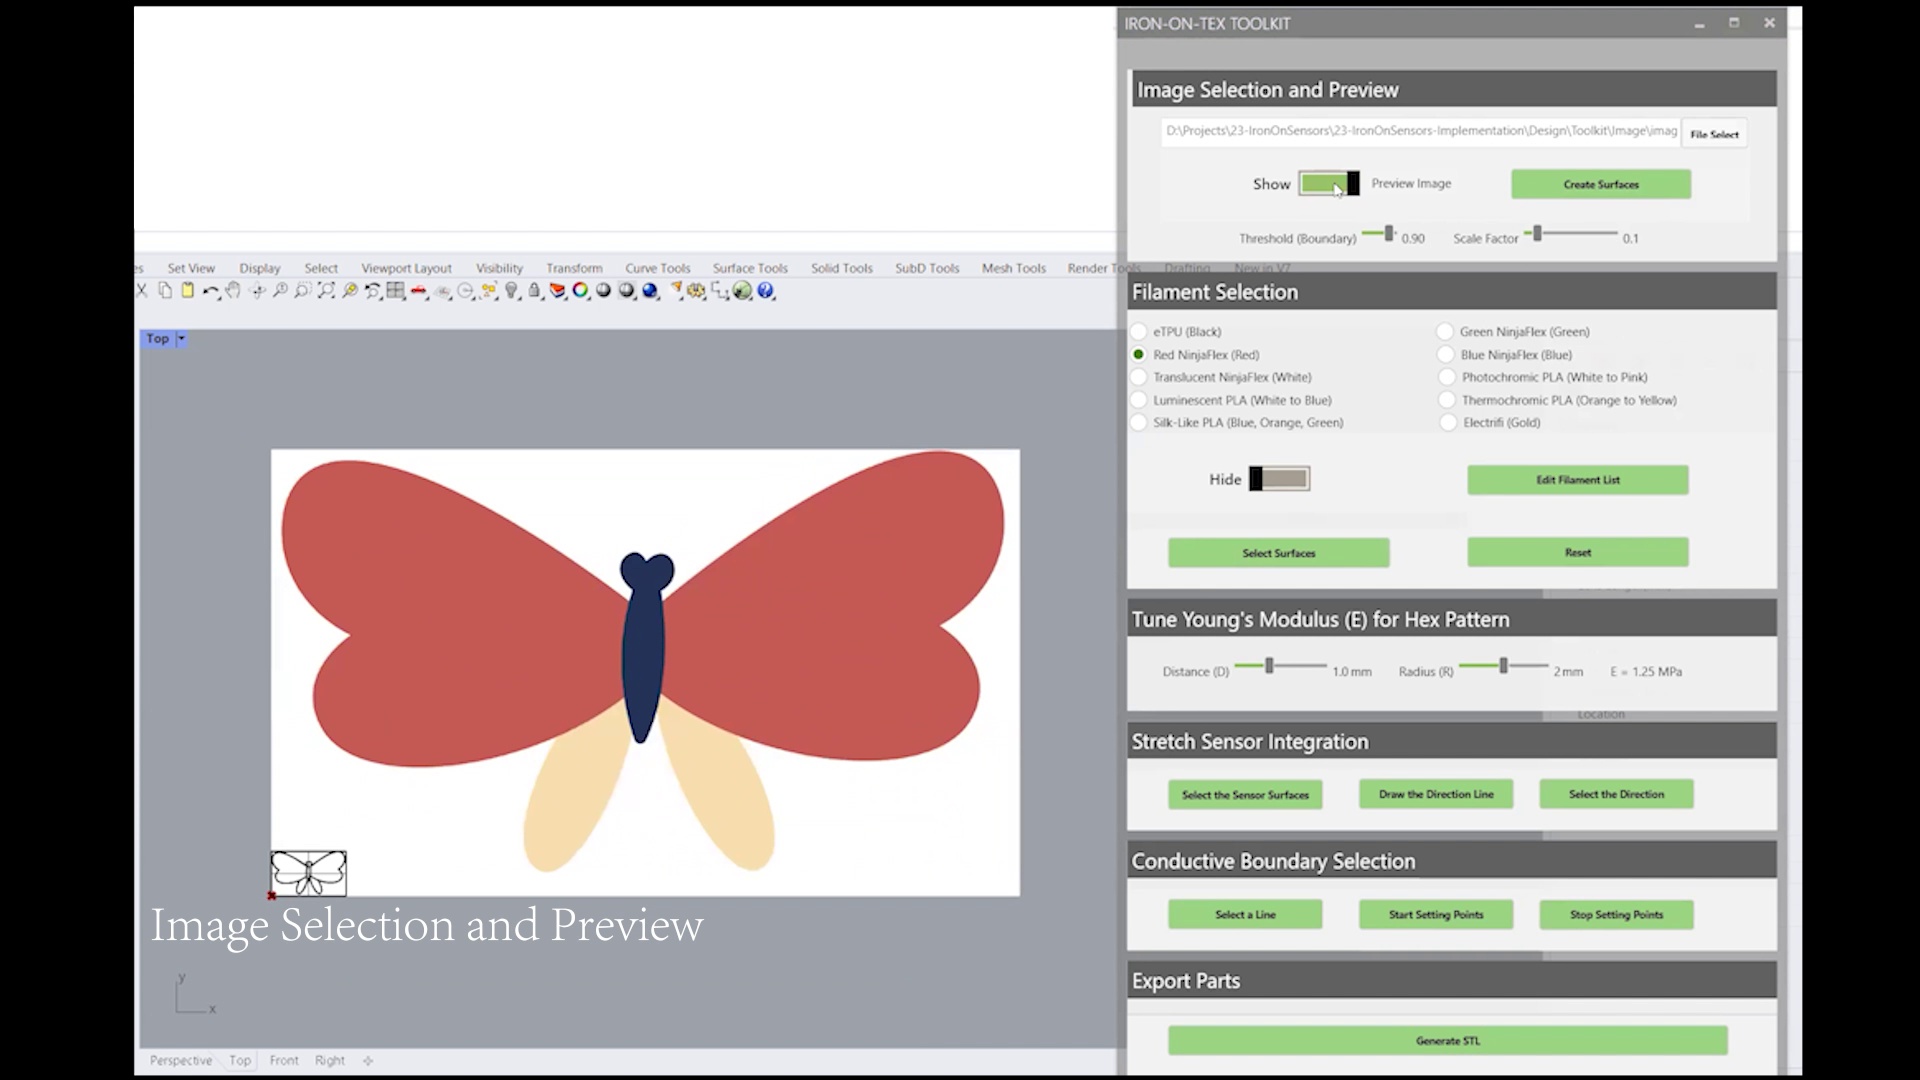 IRON-ON-TEX TOOLKIT
Image Selection and Preview
D:\Projects\23-IronOnSensors\23-IronOnSensors-Implementation\Design\Toolkit\Image\imag
File Select
Show
Preview Image
Create Surfaces
Threshold (Boundary) 0.90
Scale Factor 0.1
es Set View Display Select Viewport Layout Visibility Transform Curve Tools Surface Tools Solid Tools SubD Tools Mesh Tools Render Tools Drafting New in V7
Top
Filament Selection
eTPU (Black)
Green NinjaFlex (Green)
Red NinjaFlex (Red)
Blue NinjaFlex (Blue)
Translucent NinjaFlex (White)
Photochromic PLA (White to Pink)
Luminescent PLA (White to Blue)
Thermochromic PLA (Orange to Yellow)
Silk-Like PLA (Blue, Orange, Green)
Electrifi (Gold)
Hide
Edit Filament List
Select Surfaces
Reset
Tune Young's Modulus (E) for Hex Pattern
Distance (D) 1.0 mm
Radius (R) 2 mm
E = 1.25 MPa
Location
Stretch Sensor Integration
Select the Sensor Surfaces
Draw the Direction Line
Select the Direction
Conductive Boundary Selection
Select a Line
Start Setting Points
Stop Setting Points
Export Parts
Generate STL
Image Selection and Preview
y
x
Perspective Top Front Right